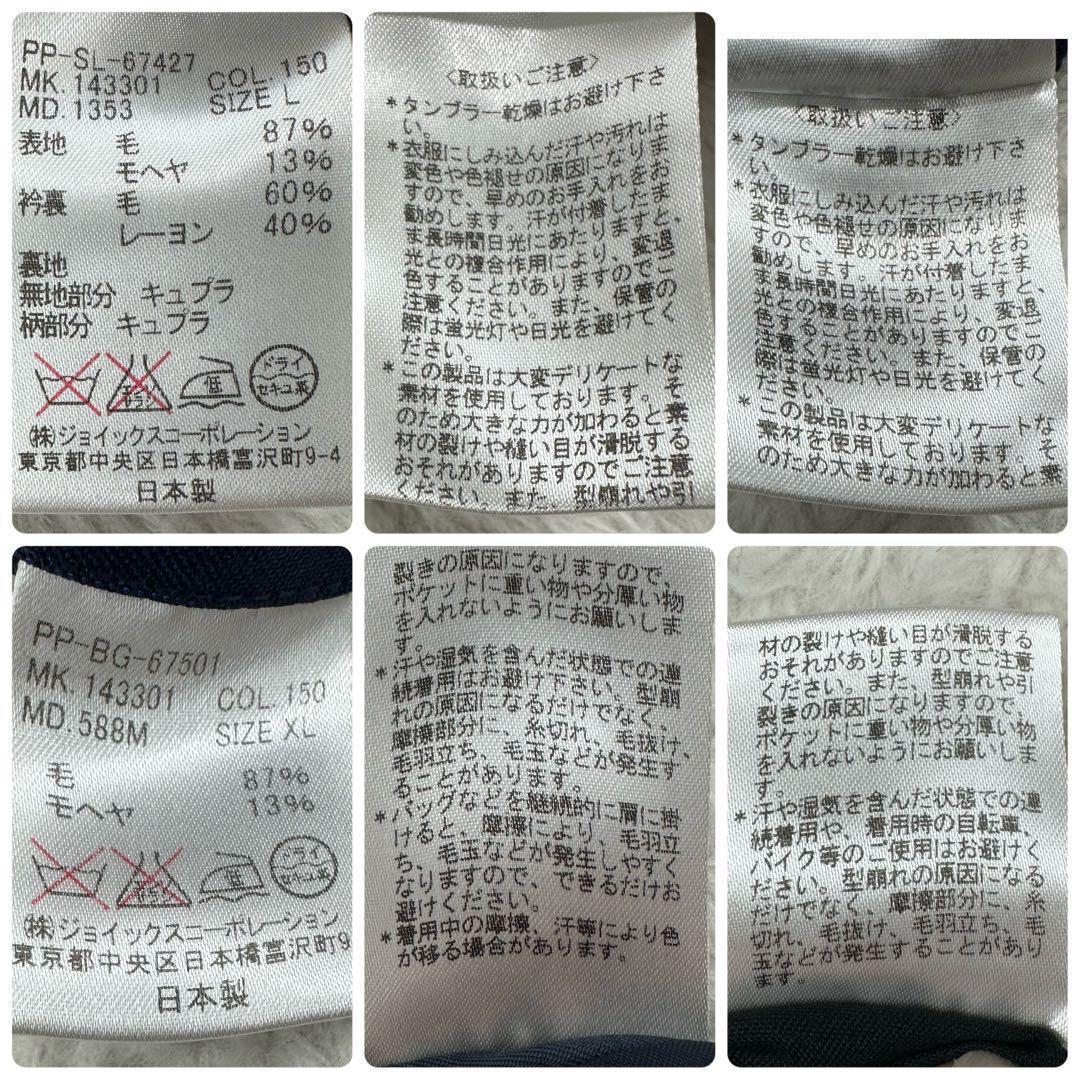 PP-SL-67427
MK. 143301 COL. 150
MD. 1353 SIZE L
表地 毛 87%
モヘヤ 13%
衿裏 毛 60%
レーヨン 40%
裏地
無地部分 キュプラ
柄部分 キュプラ
エンソ
サラシ
低
ドライ
セキユ系
(株)ジョイックスコーポレーション
東京都中央区日本橋富沢町9-4
日本製
〈取扱いご注意〉
*タンブラー乾燥はお避け下さ
い。
*衣服にしみ込んだ汗や汚れは
変色や色褪せの原因になりま
すので、早めのお手入れをお
勧めします。汗が付着したま
ま長時間日光にあたりますと、
光との複合作用により、変退
色することがありますのでご
注意ください。また、保管の
際は蛍光灯や日光を避けてく
ださい。
*この製品は大変デリケートな
素材を使用しております。そ
のため大きな力が加わると素
材の裂けや縫い目が滑脱する
おそれがありますのでご注意
ください。また、型崩れや引
〈取扱いご注意〉
*タンブラー乾燥はお避け下さ
い。
*衣服にしみ込んだ汗や汚れは
変色や色褪せの原因になりま
すので、早めのお手入れをお
勧めします。汗が付着したま
ま長時間日光にあたりますと、
光との複合作用により、変退
色することがありますのでご
注意ください。また、保管の
際は蛍光灯や日光を避けてく
ださい。
*この製品は大変デリケートな
素材を使用しております。そ
のため大きな力が加わると素
PP-BG-67501
MK. 143301 COL. 150
MD. 588M SIZE XL
毛 87%
モヘヤ 13%
エンソ
サラシ
低
ドライ
セキユ系
(株)ジョイックスコーポレーション
東京都中央区日本橋富沢町9
日本製
裂きの原因になりますので、
ポケットに重い物や分厚い物
を入れないようにお願いしま
す。
*汗や湿気を含んだ状態での連
続着用はお避け下さい。型崩
れの原因になるだけでなく、
摩擦部分に、糸切れ、毛抜け、
毛羽立ち、毛玉などが発生す
ることがあります。
*バッグなどを継続的に肩に掛
けると、摩擦により、毛羽立
ち、毛玉などが発生しやすく
なりますので、できるだけお
避けください。
*着用中の摩擦、汗等により色
が移る場合があります。
材の裂けや縫い目が滑脱する
おそれがありますのでご注意
ください。また、型崩れや引
裂きの原因になりますので、
ポケットに重い物や分厚い物
を入れないようにお願いしま
す。
*汗や湿気を含んだ状態での連
続着用や、着用時の自転車、
バイク等のご使用はお避けく
ださい。型崩れの原因になる
だけでなく、摩擦部分に、糸
切れ、毛抜け、毛羽立ち、毛
玉などが発生することがあり
ます。